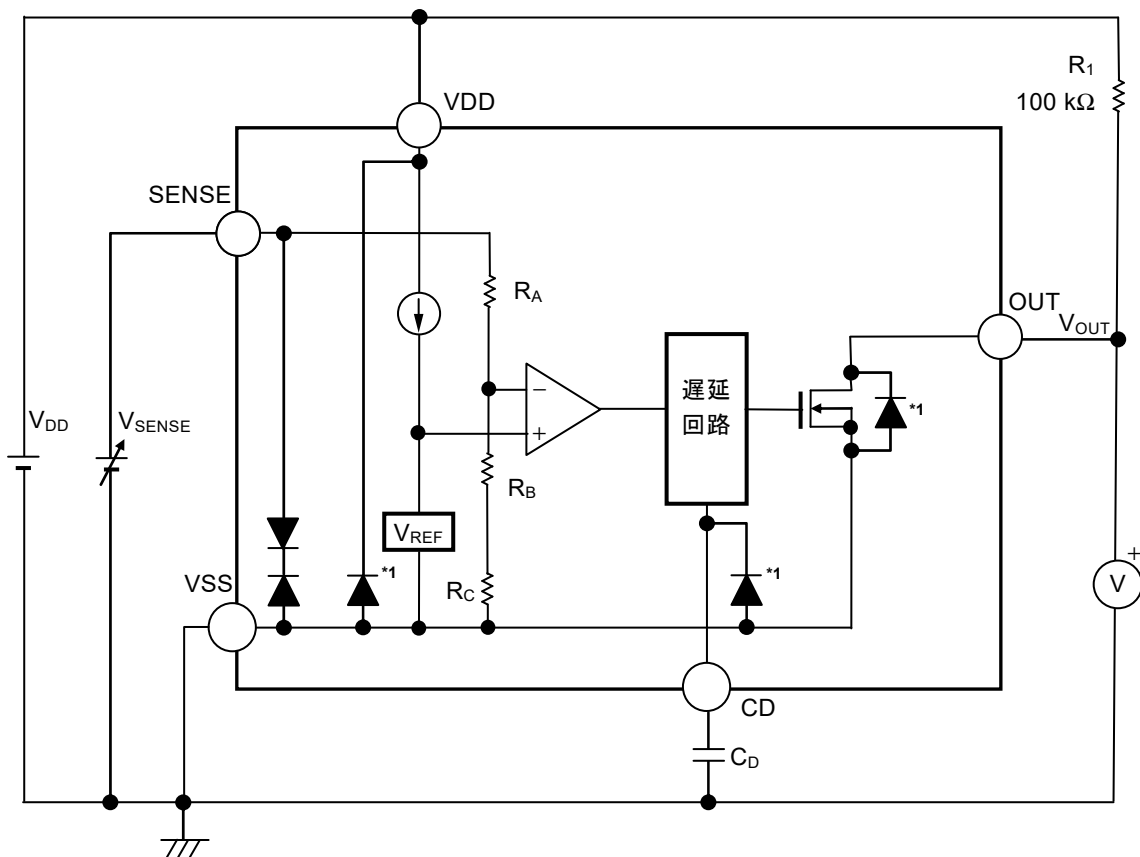 R1
100 kΩ
VDD
SENSE
RA
OUT
VOUT
遅延
回路
*1
VDD
VSENSE
−
+
RB
VREF
VSS
*1
RC
*1
+
V
CD
CD